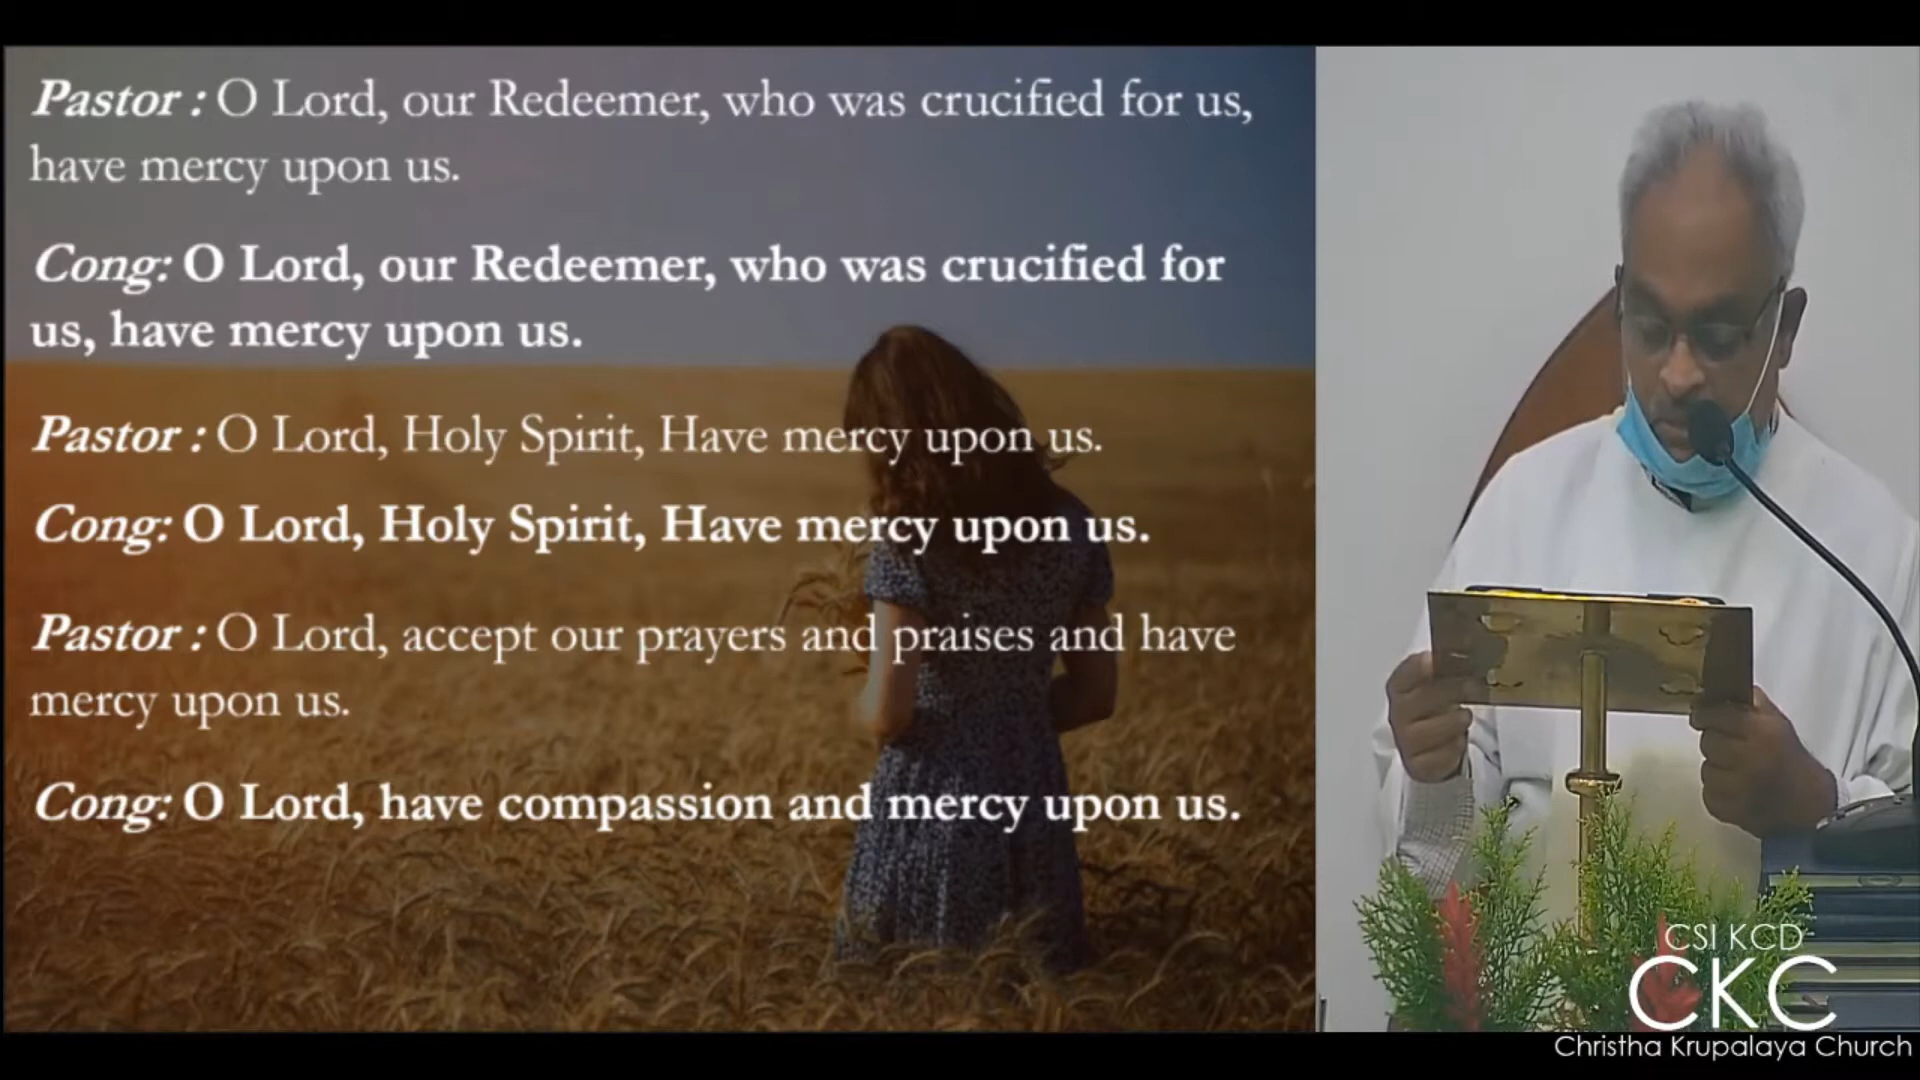 Pastor : O Lord, our Redeemer, who was crucified for us,
have mercy upon us.
Cong: O Lord, our Redeemer, who was crucified for
us, have mercy upon us.
Pastor : O Lord, Holy Spirit, Have mercy upon us.
Cong: O Lord, Holy Spirit, Have mercy upon us.
Pastor : O Lord, accept our prayers and praises and have
mercy upon us.
Cong: O Lord, have compassion and mercy upon us.
CSI KCD
CKC
Christha Krupalaya Church